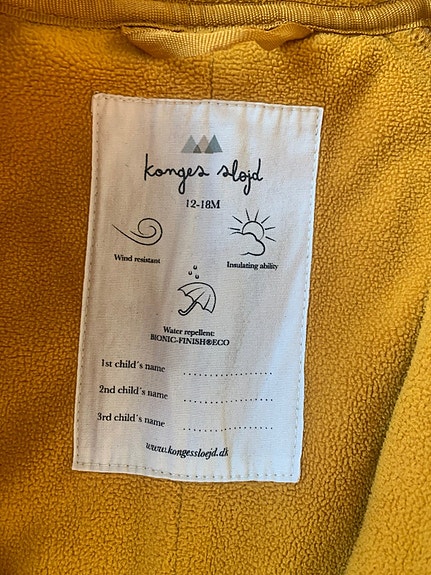 konges sløjd
12-18M
Wind resistant
Insulating ability
Water repellent:
BIONIC-FINISH®ECO
1st child's name ...................
2nd child's name ...................
3rd child's name ...................
www.kongessloejd.dk